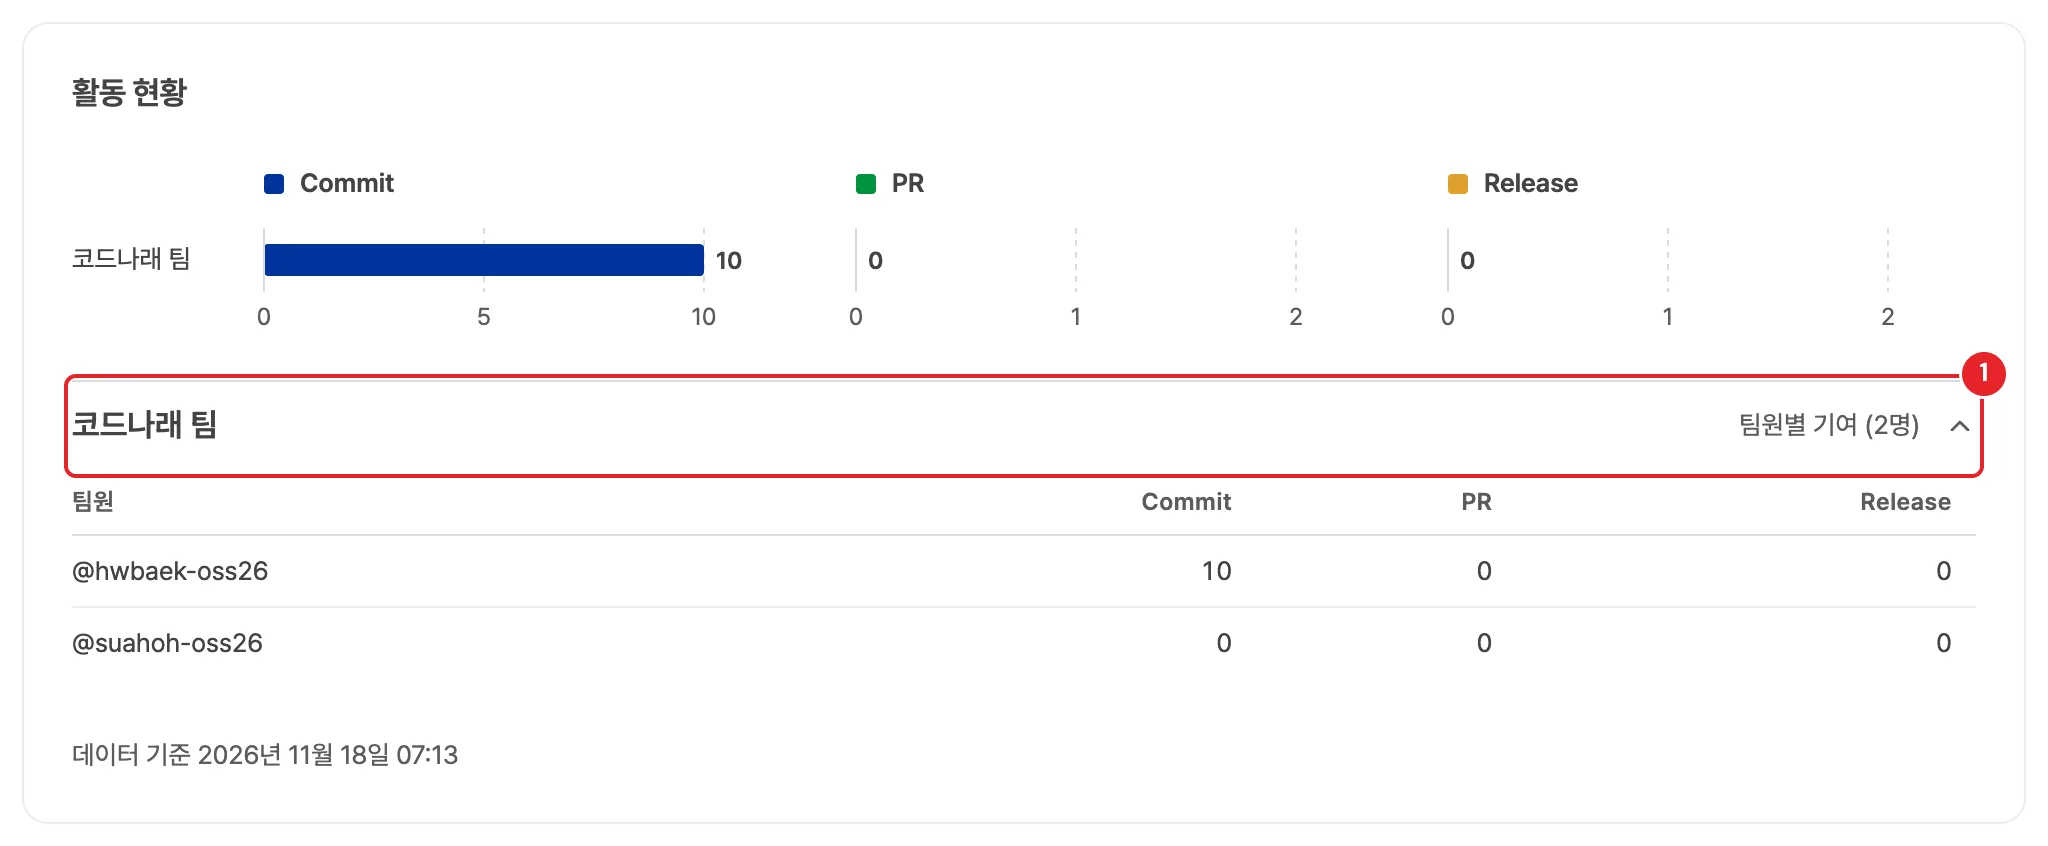 활동 현황
Commit PR Release
코드나래 팀 10 0 0
0 5 10 0 1 2 0 1 2
1
코드나래 팀 팀원별 기여 (2명)
팀원 Commit PR Release
@hwbaek-oss26 10 0 0
@suahoh-oss26 0 0 0
데이터 기준 2026년 11월 18일 07:13